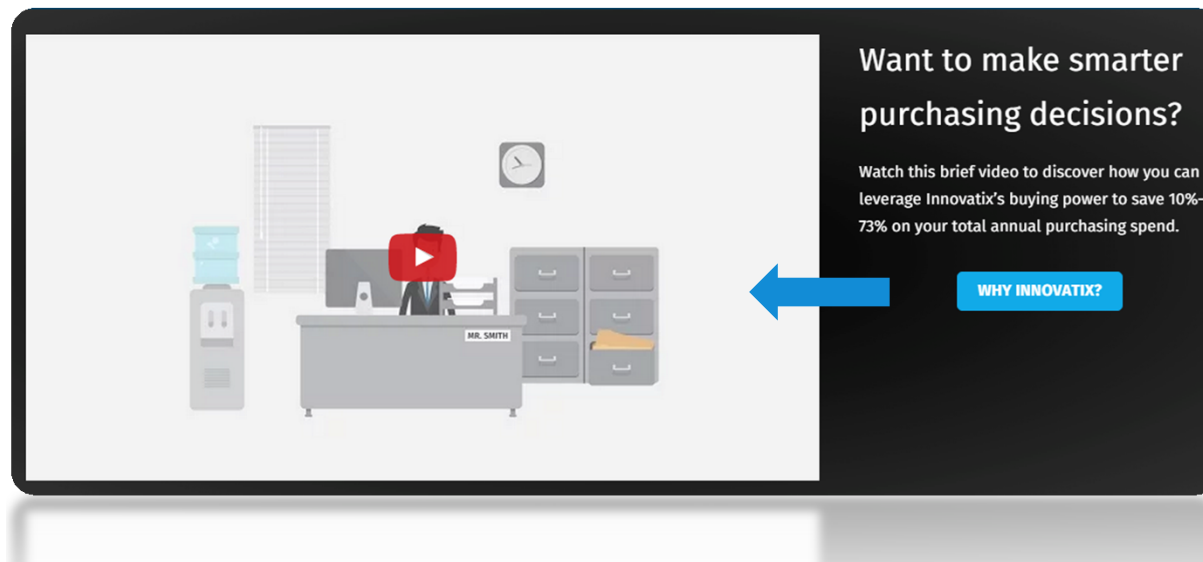 Want to make smarter
purchasing decisions?
Watch this brief video to discover how you can
leverage Innovatix's buying power to save 10%-
73% on your total annual purchasing spend.
WHY INNOVATIX?
MR. SMITH